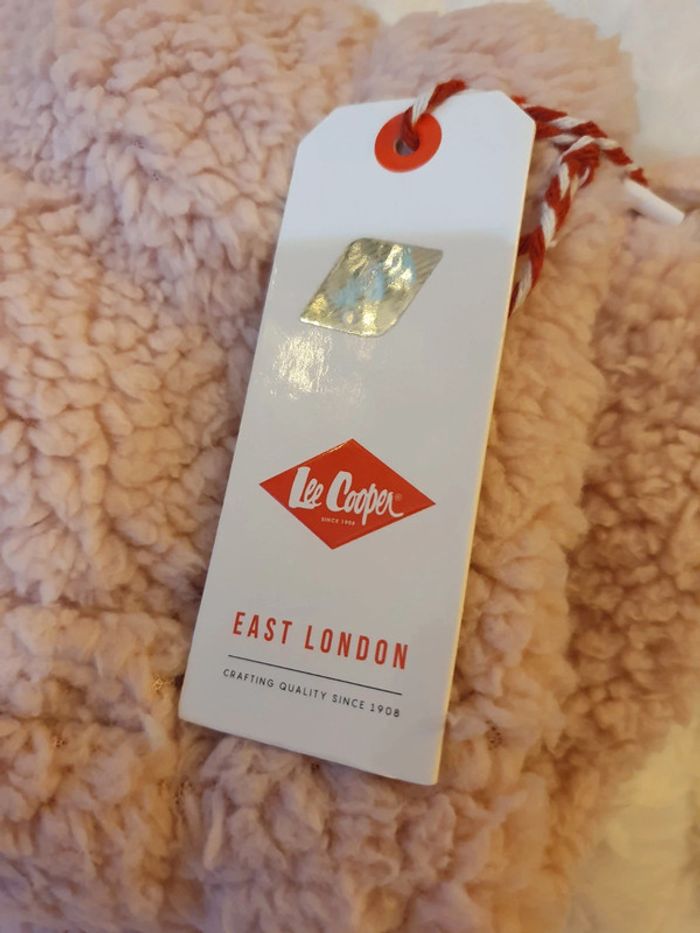 Lee Cooper®
SINCE 1908
EAST LONDON
CRAFTING QUALITY SINCE 1908